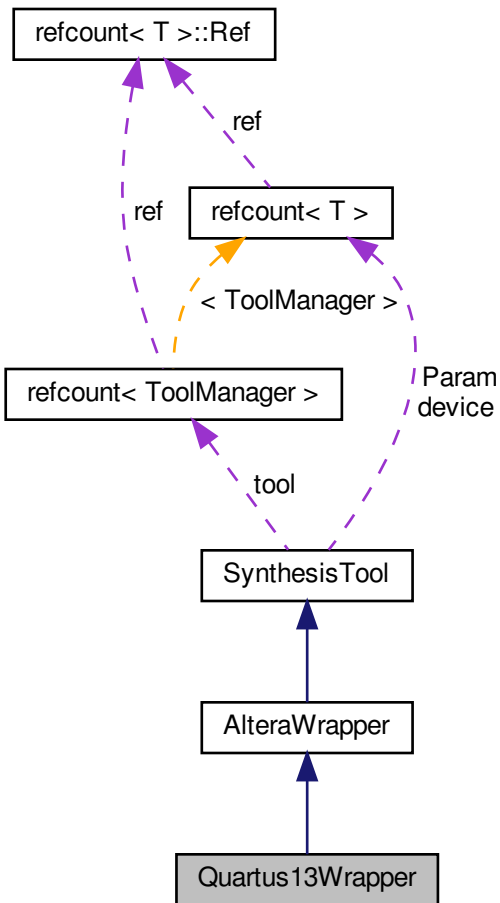 refcount< T >::Ref
ref
ref
refcount< T >
< ToolManager >
refcount< ToolManager >
Param
device
tool
SynthesisTool
AlteraWrapper
Quartus13Wrapper